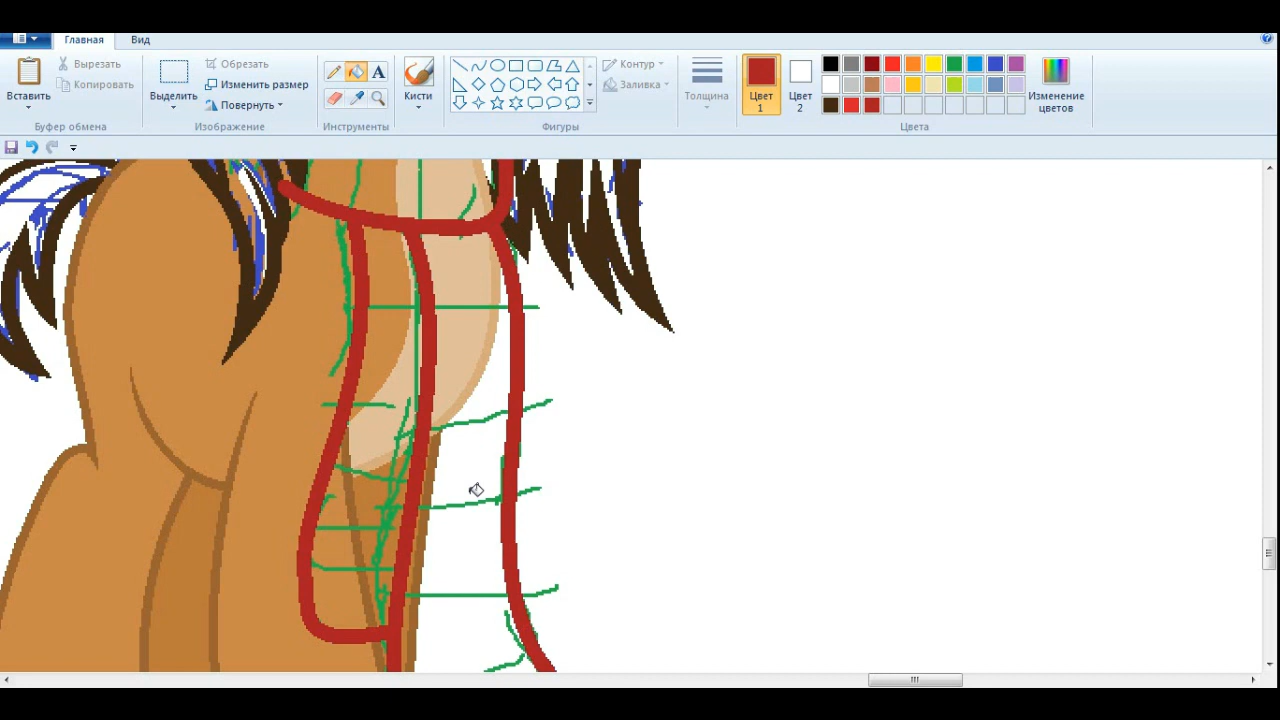 Главная Вид
Вставить
Вырезать
Копировать
Буфер обмена
Выделить
Обрезать
Изменить размер
Повернуть
Изображение
A
Инструменты
Кисти
Контур
Заливка
Фигуры
Толщина
Цвет
1
Цвет
2
Изменение
цветов
Цвета